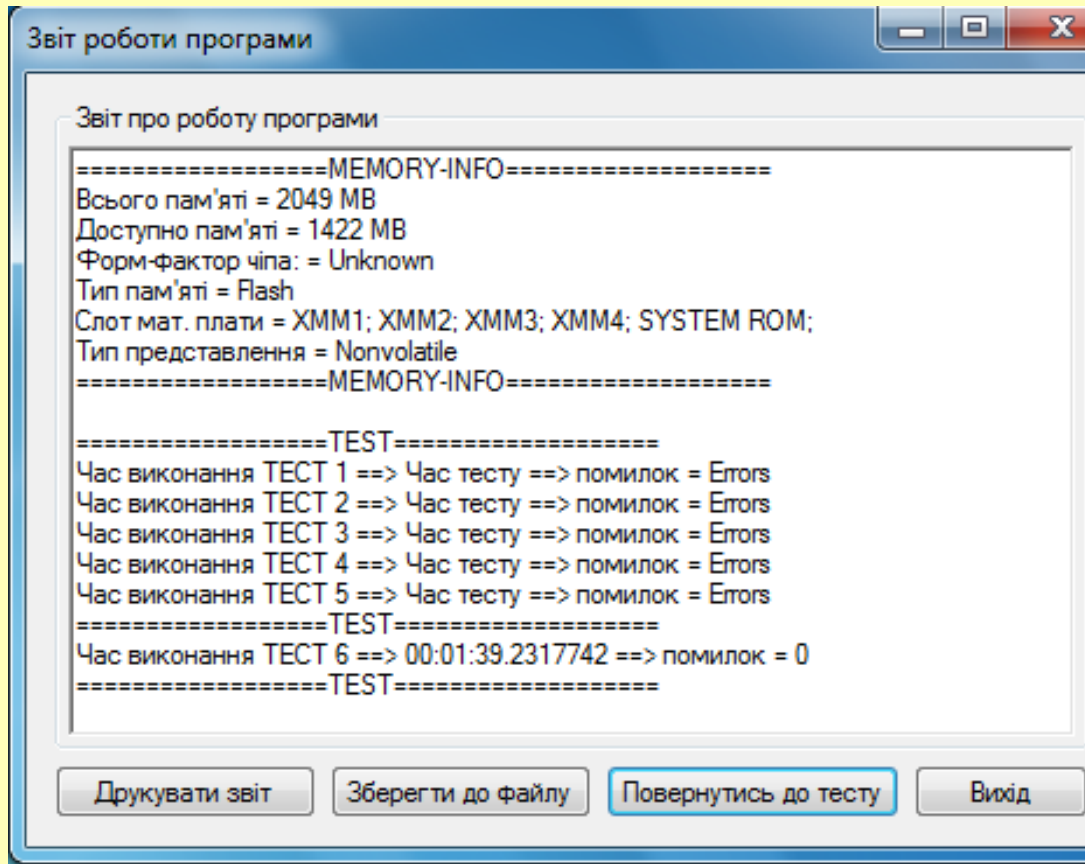 Звіт роботи програми
Звіт про роботу програми
==================MEMORY-INFO===================
Всього пам'яті = 2049 MB
Доступно пам'яті = 1422 MB
Форм-фактор чіпа: = Unknown
Тип пам'яті = Flash
Слот мат. плати = XMM1; XMM2; XMM3; XMM4; SYSTEM ROM;
Тип представлення = Nonvolatile
==================MEMORY-INFO===================
==================TEST===================
Час виконання ТЕСТ 1 ==> Час тесту ==> помилок = Errors
Час виконання ТЕСТ 2 ==> Час тесту ==> помилок = Errors
Час виконання ТЕСТ 3 ==> Час тесту ==> помилок = Errors
Час виконання ТЕСТ 4 ==> Час тесту ==> помилок = Errors
Час виконання ТЕСТ 5 ==> Час тесту ==> помилок = Errors
==================TEST===================
Час виконання ТЕСТ 6 ==> 00:01:39.2317742 ==> помилок = 0
==================TEST===================
Друкувати звіт Зберегти до файлу Повернутись до тесту Вихід